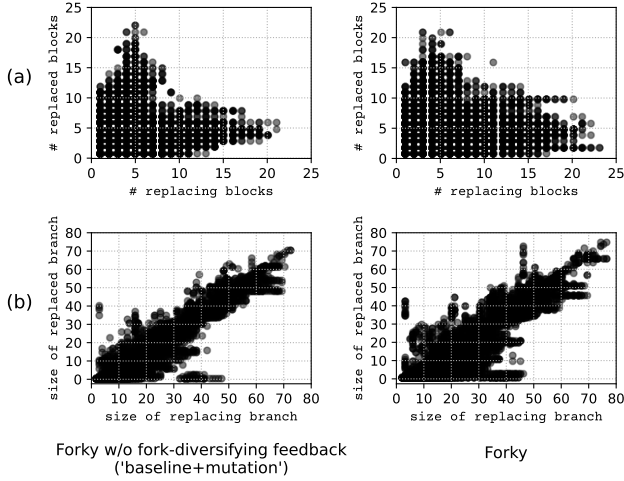 (a)
# replaced blocks
25
20
15
10
5
0
0 5 10 15 20 25
# replacing blocks
# replaced blocks
25
20
15
10
5
0
0 5 10 15 20 25
# replacing blocks
(b)
size of replaced branch
80
70
60
50
40
30
20
10
0
0 10 20 30 40 50 60 70 80
size of replacing branch
size of replaced branch
80
70
60
50
40
30
20
10
0
0 10 20 30 40 50 60 70 80
size of replacing branch
Forky w/o fork-diversifying feedback
('baseline+mutation')
Forky